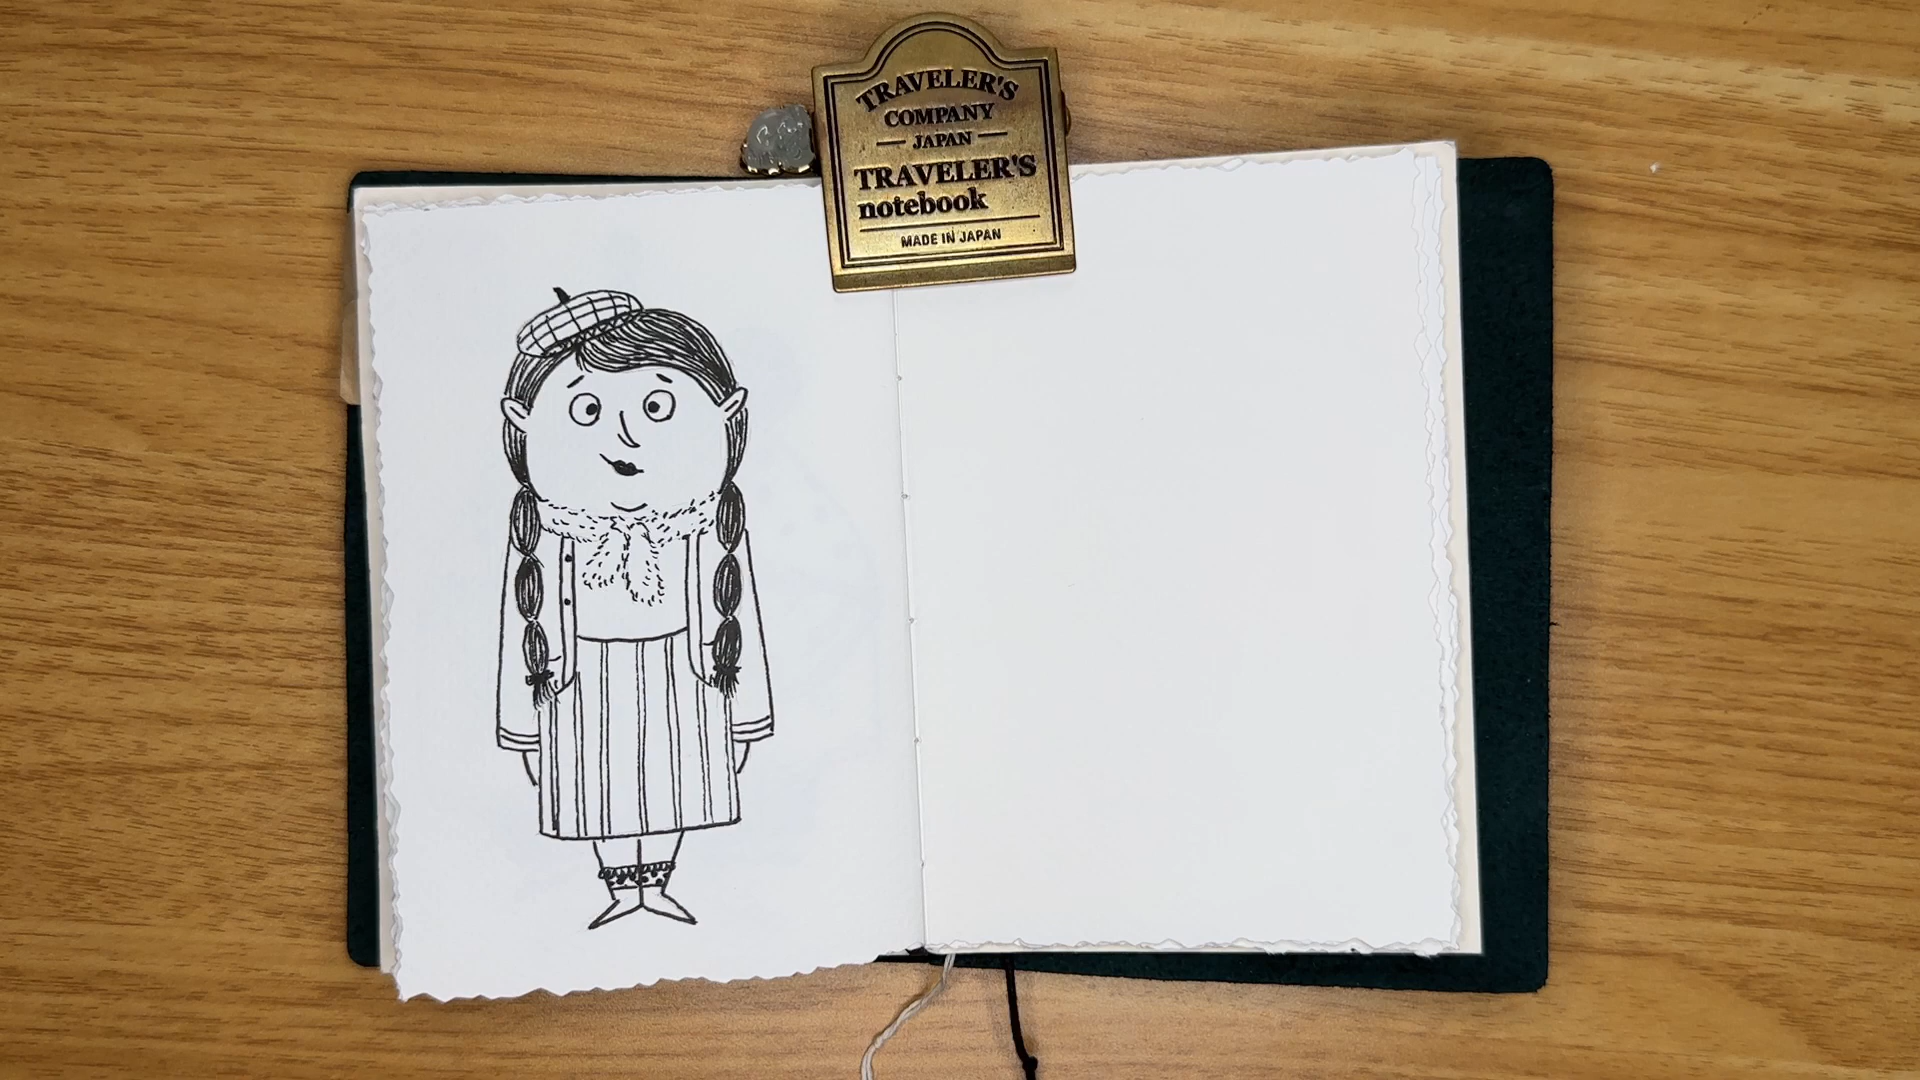 TRAVELER'S
COMPANY
JAPAN
TRAVELER'S
notebook
MADE IN JAPAN